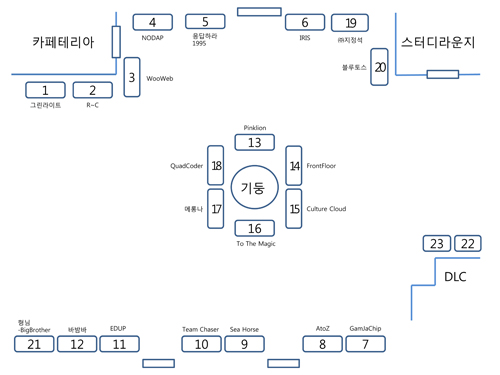 카페테리아
4
NODAP
5
응답하라
1995
6
IRIS
19
㈜지정석
스터디라운지
블루토스
20
3
WooWeb
1
그린라이트
2
R-C
Pinklion
13
QuadCoder
18
14
FrontFloor
기둥
메롱나
17
15
Culture Cloud
16
To The Magic
23
22
DLC
형님
-BigBrother
21
바밤바
12
EDUP
11
Team Chaser
10
Sea Horse
9
AtoZ
8
GamJaChip
7